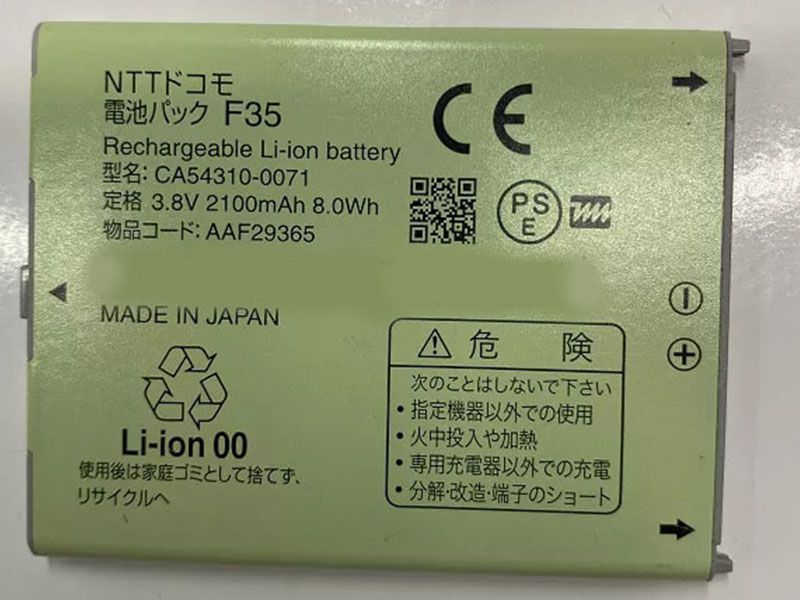 NTTドコモ
電池パック F35
Rechargeable Li-ion battery
型名: CA54310-0071
定格 3.8V 2100mAh 8.0Wh
物品コード: AAF29365
CE
PS
E
MADE IN JAPAN
Li-ion 00
使用後は家庭ゴミとして捨てず、
リサイクルへ
⚠ 危 険
次のことはしないで下さい
・指定機器以外での使用
・火中投入や加熱
・専用充電器以外での充電
・分解・改造・端子のショート